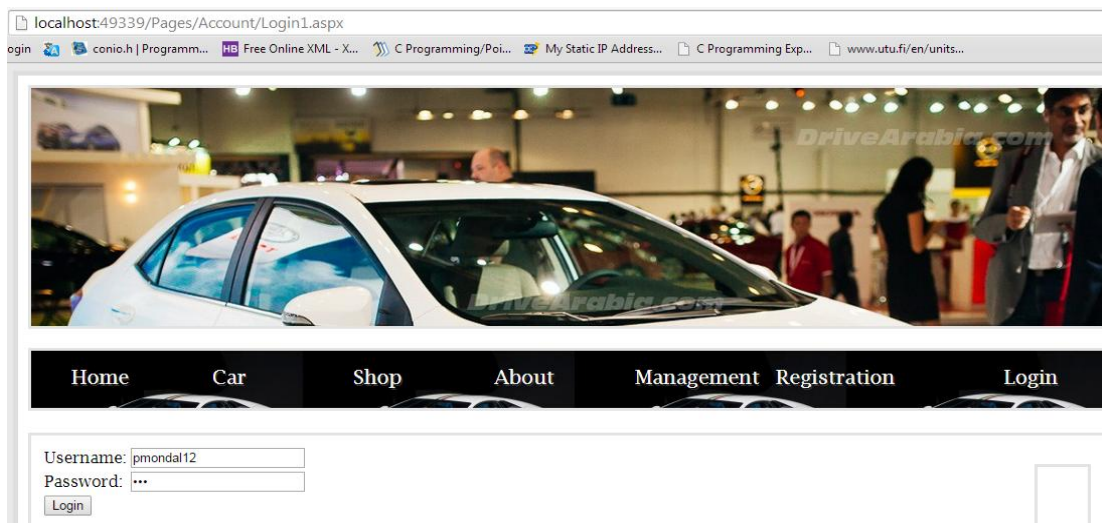 localhost:49339/Pages/Account/Login1.aspx
ogin conio.h | Programm... HB Free Online XML - X... C Programming/Poi... My Static IP Address... C Programming Exp... www.utu.fi/en/units...
DriveArabia.com
DriveArabia.com
Home Car Shop About Management Registration Login
Username: pmondal12
Password: •••
Login